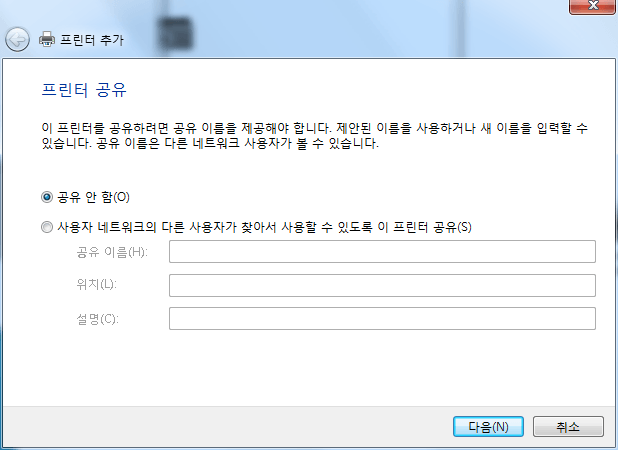 프린터 추가
프린터 공유
이 프린터를 공유하려면 공유 이름을 제공해야 합니다. 제안된 이름을 사용하거나 새 이름을 입력할 수
있습니다. 공유 이름은 다른 네트워크 사용자가 볼 수 있습니다.
공유 안 함(O)
사용자 네트워크의 다른 사용자가 찾아서 사용할 수 있도록 이 프린터 공유(S)
공유 이름(H):
위치(L):
설명(C):
다음(N) 취소